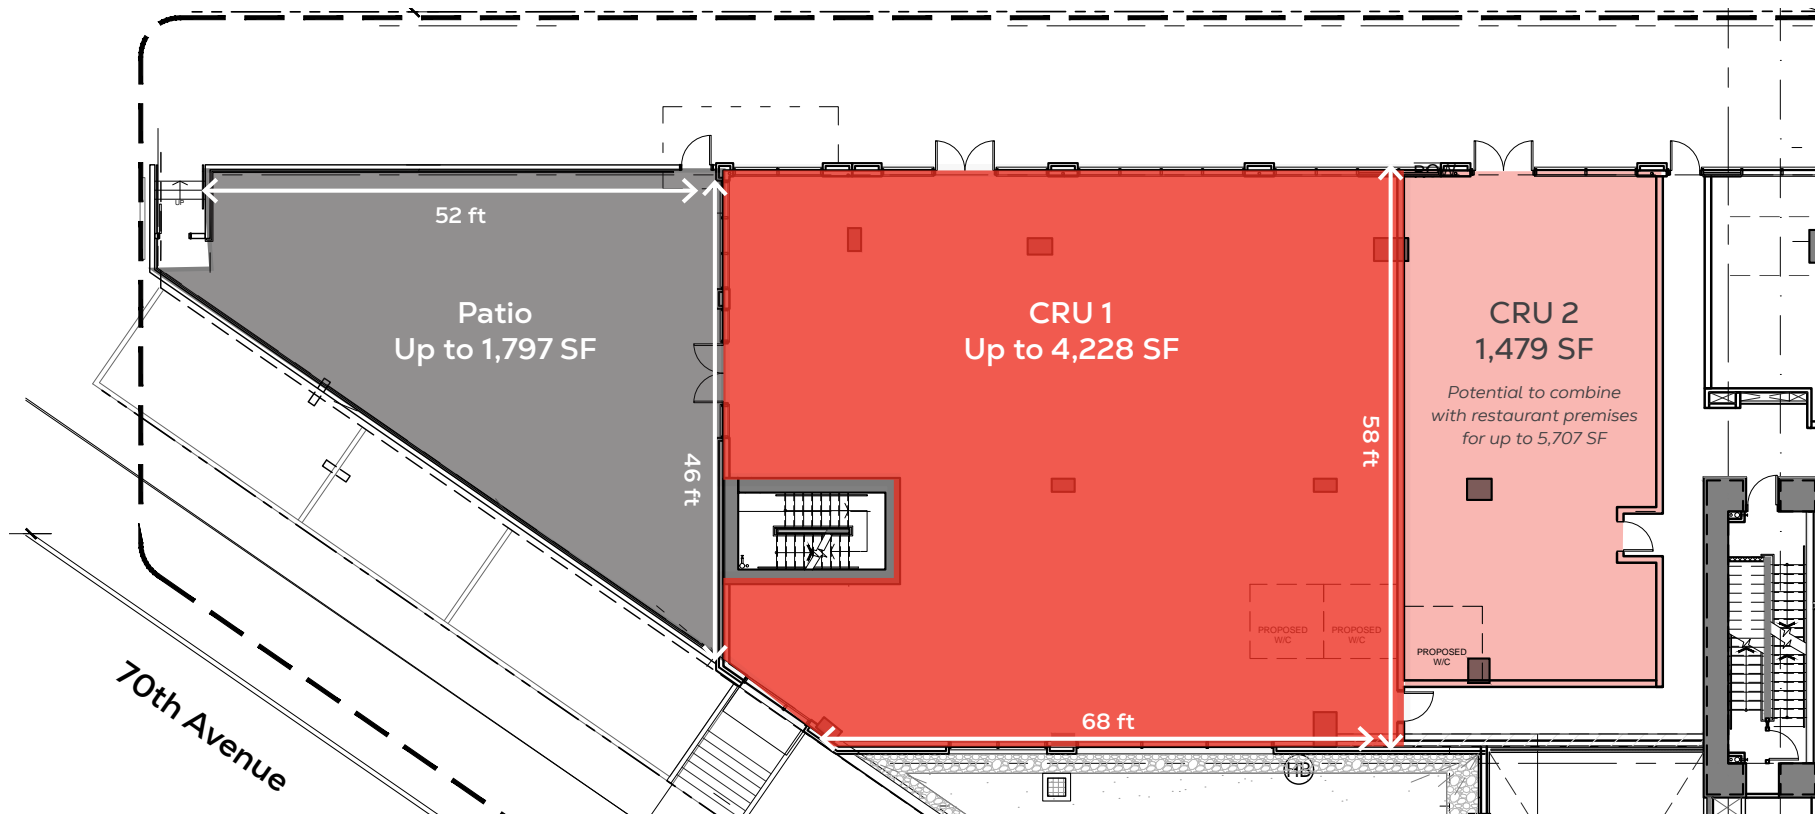 UP
52 ft
Patio
Up to 1,797 SF
46 ft
CRU 1
Up to 4,228 SF
58 ft
68 ft
PROPOSED
W/C
PROPOSED
W/C
CRU 2
1,479 SF
Potential to combine
with restaurant premises
for up to 5,707 SF
PROPOSED
W/C
HB
70th Avenue